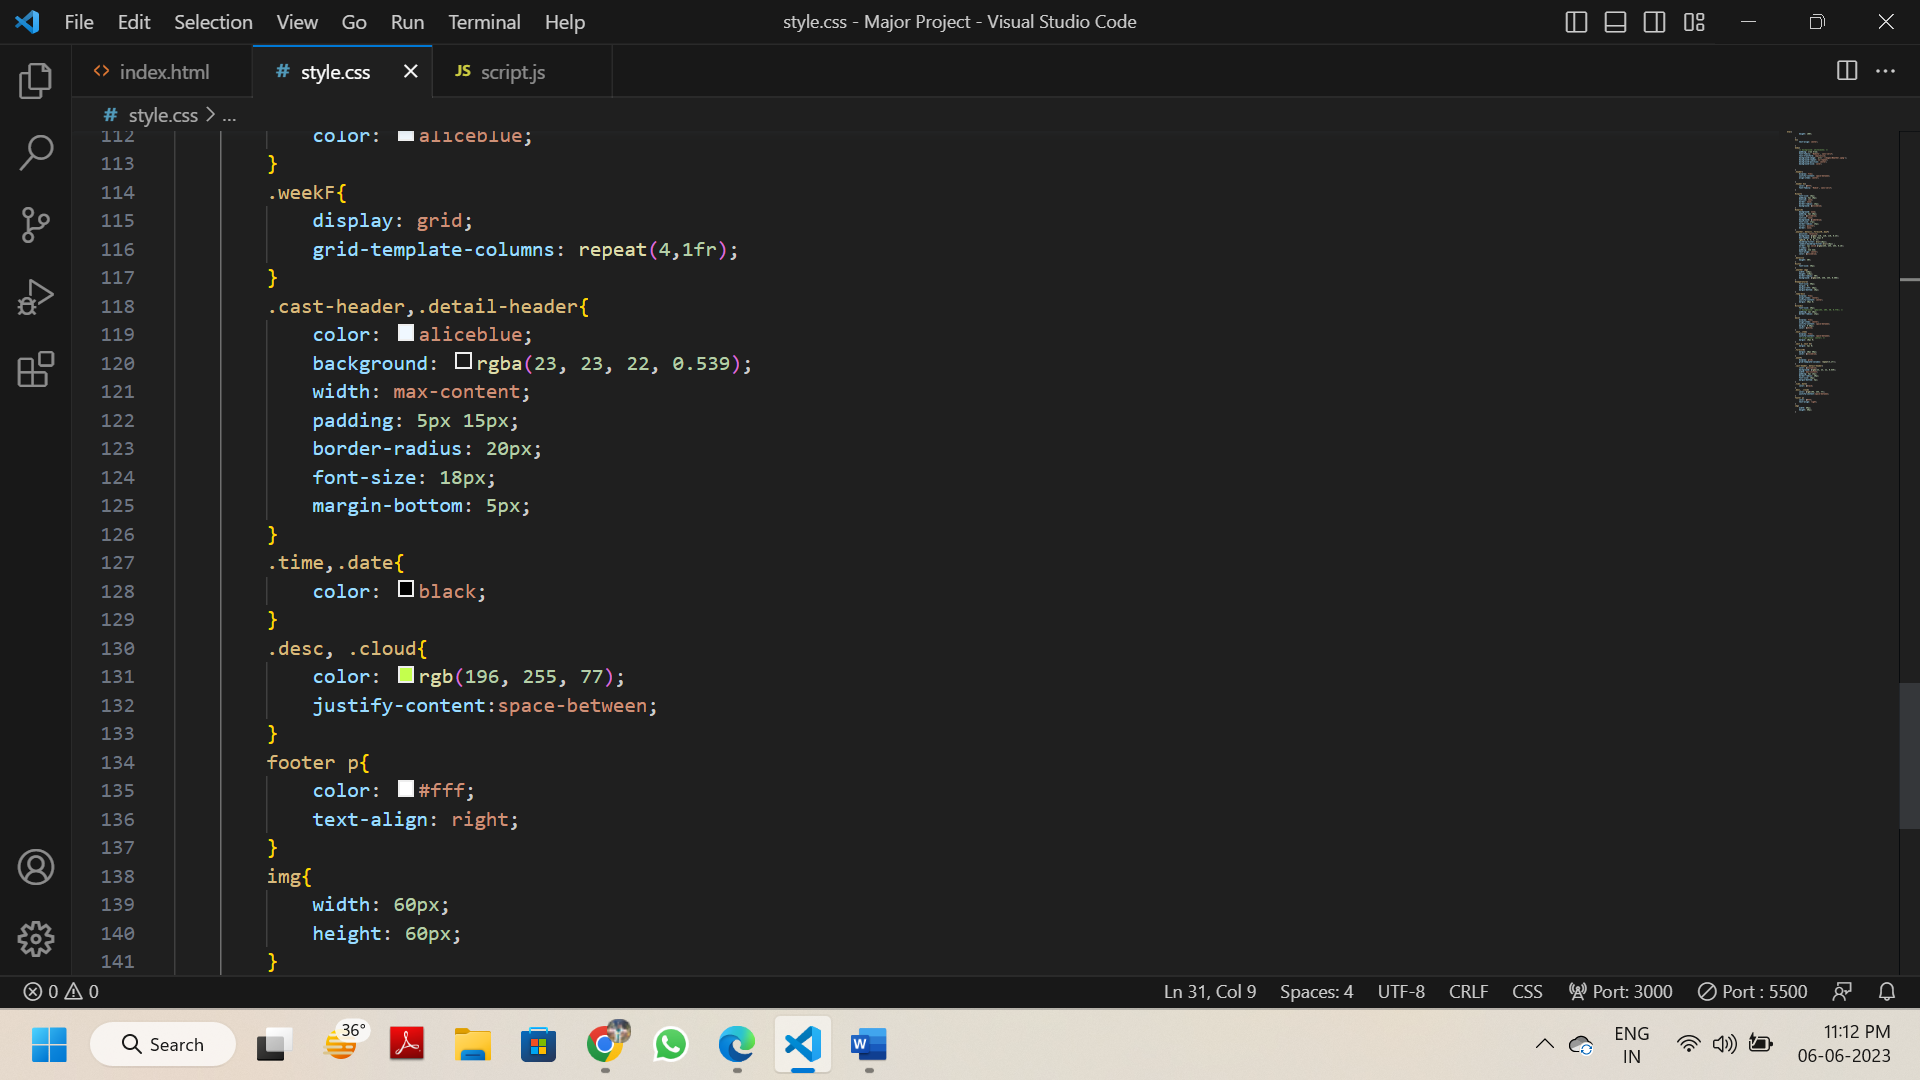 File Edit Selection View Go Run Terminal Help style.css - Major Project - Visual Studio Code
<> index.html # style.css JS script.js
# style.css > ...
112 color: aliceblue;
113 }
114 .weekF{
115 display: grid;
116 grid-template-columns: repeat(4,1fr);
117 }
118 .cast-header,.detail-header{
119 color: aliceblue;
120 background: rgba(23, 23, 22, 0.539);
121 width: max-content;
122 padding: 5px 15px;
123 border-radius: 20px;
124 font-size: 18px;
125 margin-bottom: 5px;
126 }
127 .time,.date{
128 color: black;
129 }
130 .desc, .cloud{
131 color: rgb(196, 255, 77);
132 justify-content:space-between;
133 }
134 footer p{
135 color: #fff;
136 text-align: right;
137 }
138 img{
139 width: 60px;
140 height: 60px;
141 }
0 0 Ln 31, Col 9 Spaces: 4 UTF-8 CRLF CSS Port: 3000 Port : 5500
Search 36° W ENG 11:12 PM
IN 06-06-2023